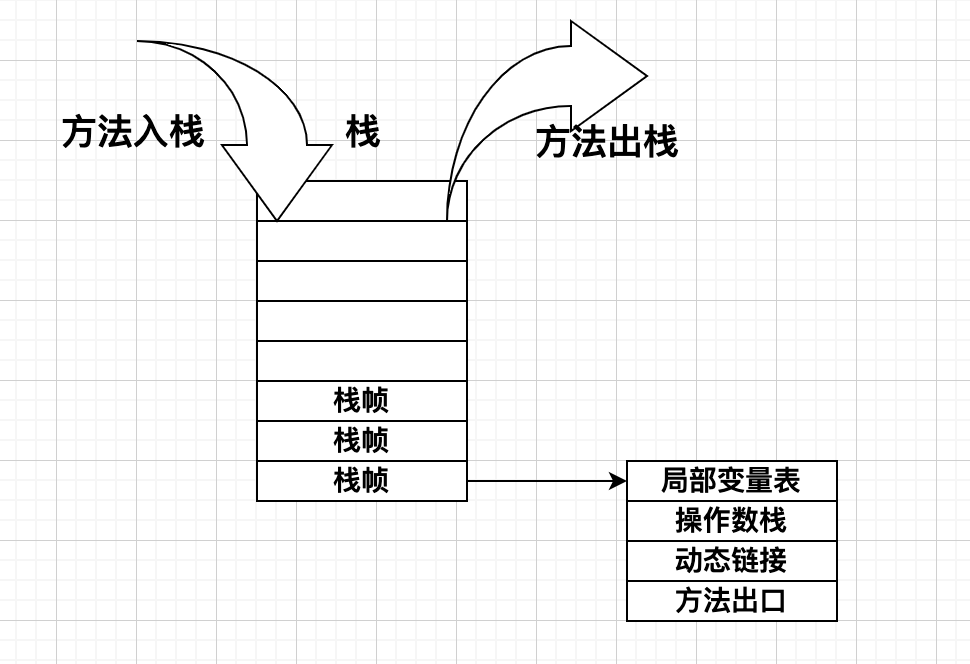 方法入栈
栈
方法出栈
栈帧
栈帧
栈帧
局部变量表
操作数栈
动态链接
方法出口